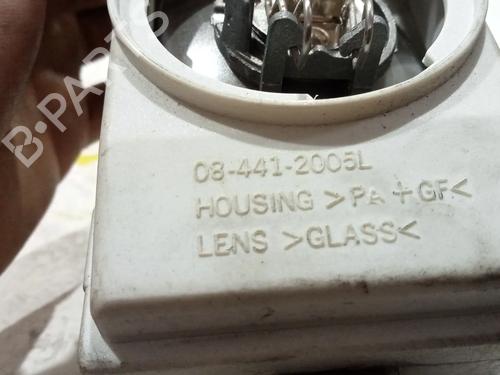 B-PARTS
08-441-2005L
HOUSING >PA+GF<
LENS >GLASS<